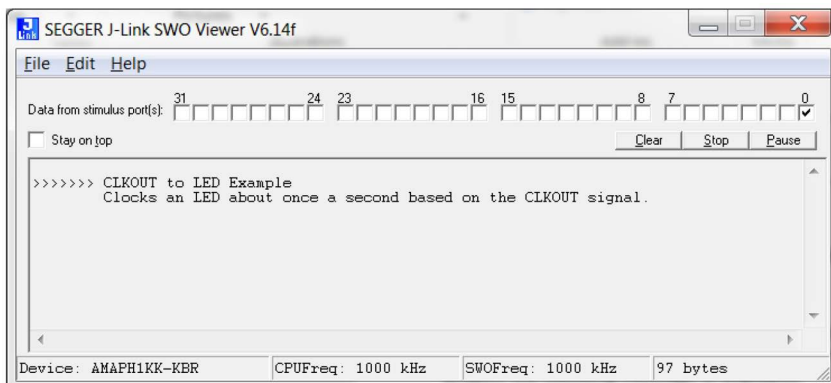 J Link SEGGER J-Link SWO Viewer V6.14f
File Edit Help
31 24 23 16 15 8 7 0
Data from stimulus port(s):
Stay on top Clear Stop Pause
>>>>>>> CLKOUT to LED Example
Clocks an LED about once a second based on the CLKOUT signal.
Device: AMAPH1KK-KBR CPUFreq: 1000 kHz SWOFreq: 1000 kHz 97 bytes